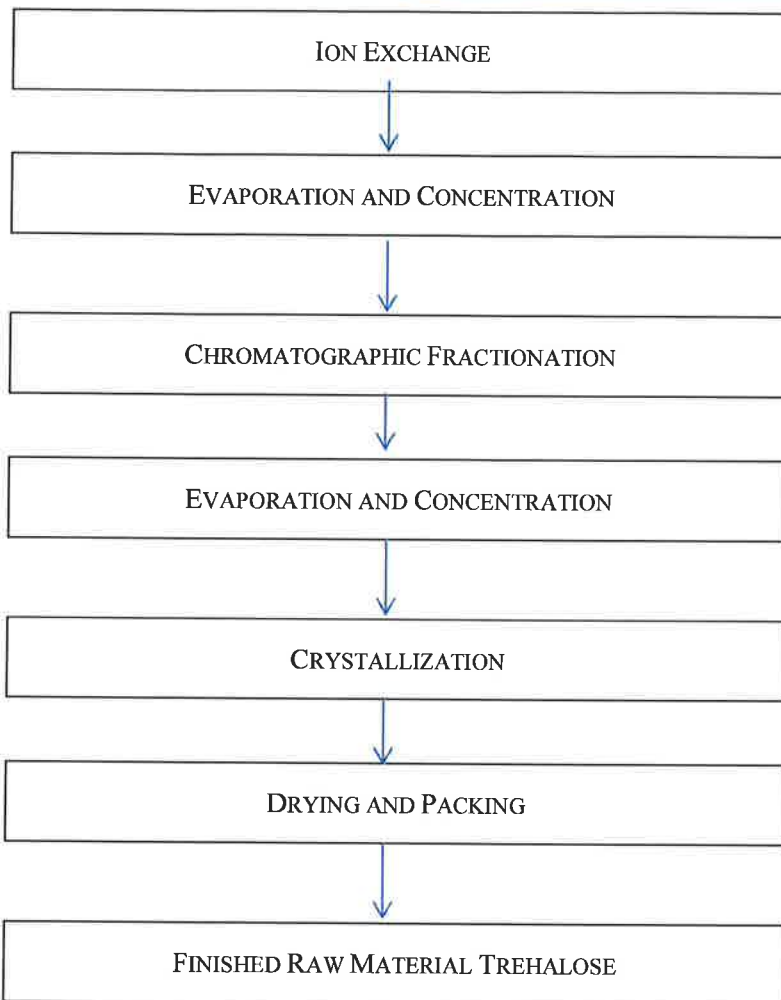 ION EXCHANGE
EVAPORATION AND CONCENTRATION
CHROMATOGRAPHIC FRACTIONATION
EVAPORATION AND CONCENTRATION
CRYSTALLIZATION
DRYING AND PACKING
FINISHED RAW MATERIAL TREHALOSE